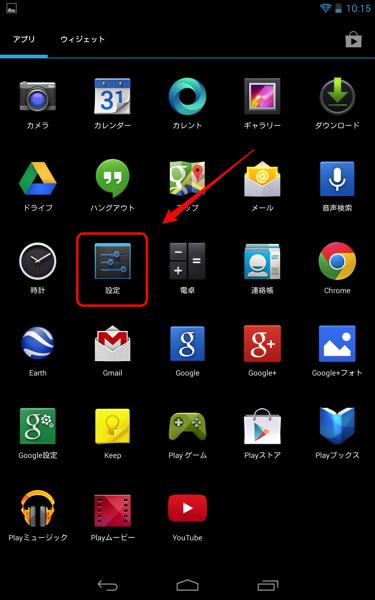 10:15
アプリ ウィジェット
31
カメラ カレンダー カレント ギャラリー ダウンロード
ドライブ ハングアウト マップ メール 音声検索
時計 設定 電卓 連絡帳 Chrome
Earth Gmail Google Google+ Google+フォト
Google設定 Keep Play ゲーム Playストア Playブックス
Playミュージック Playムービー YouTube